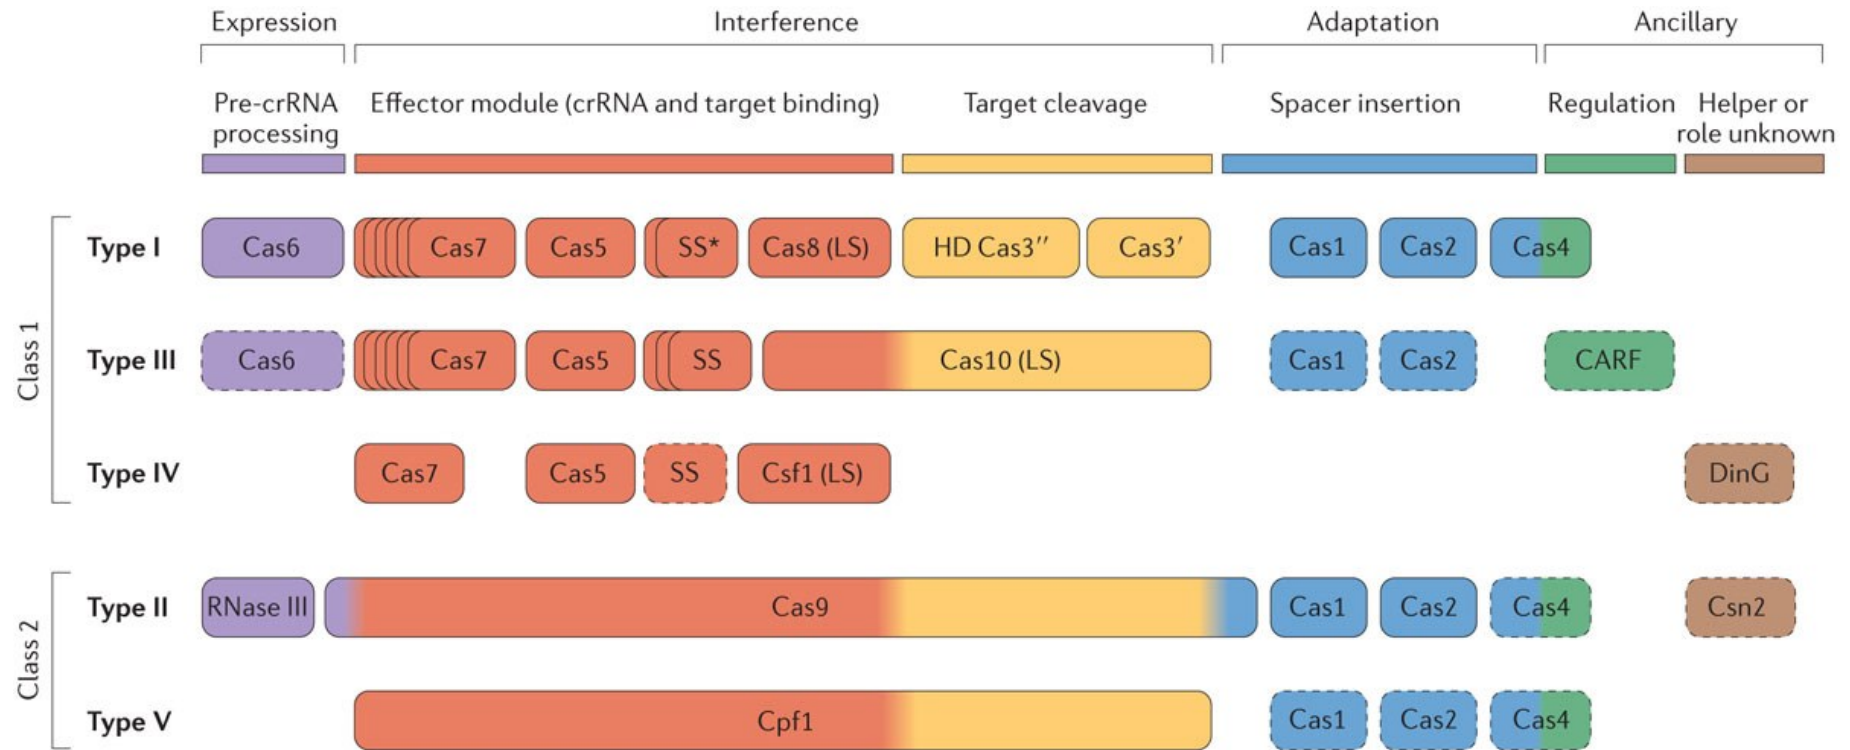 Expression Interference Adaptation Ancillary
Pre-crRNA processing Effector module (crRNA and target binding) Target cleavage Spacer insertion Regulation Helper or role unknown
Class 1
Type I Cas6 Cas7 Cas5 SS* Cas8 (LS) HD Cas3′′ Cas3′ Cas1 Cas2 Cas4
Type III Cas6 Cas7 Cas5 SS Cas10 (LS) Cas1 Cas2 CARF
Type IV Cas7 Cas5 SS Csf1 (LS) DinG
Class 2
Type II RNase III Cas9 Cas1 Cas2 Cas4 Csn2
Type V Cpf1 Cas1 Cas2 Cas4